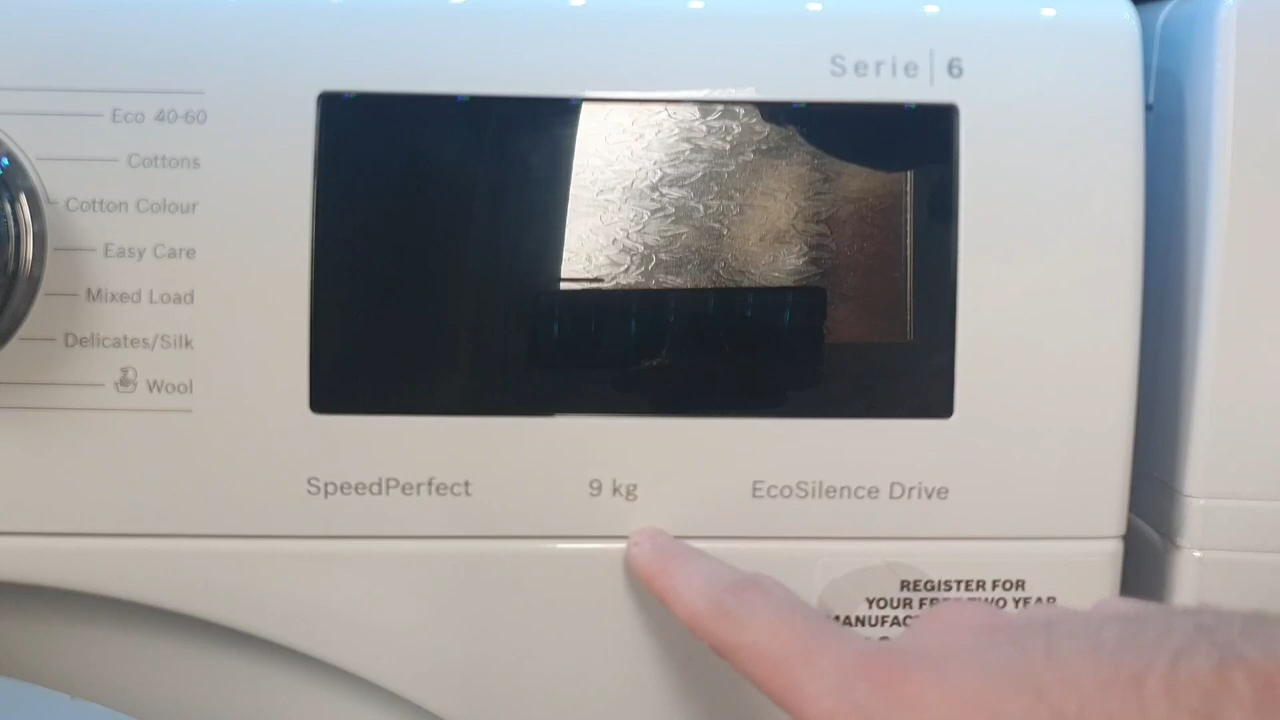 Serie | 6
Eco 40-60
Cottons
Cotton Colour
Easy Care
Mixed Load
Delicates/Silk
Wool
SpeedPerfect
9 kg
EcoSilence Drive
REGISTER FOR
YOUR FREE TWO YEAR